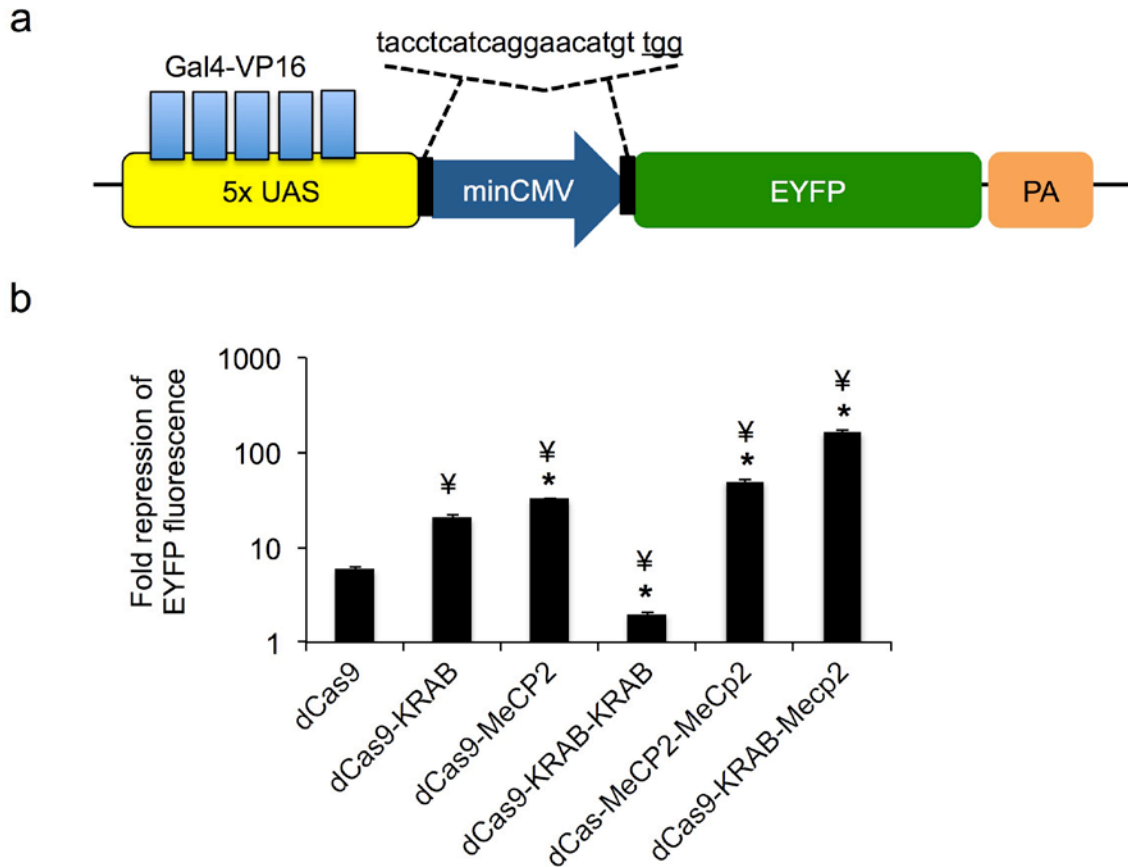 a
tacctcatcaggaacatgt tgg
Gal4-VP16
5x UAS
minCMV
EYFP
PA
b
Fold repression of
EYFP fluorescence
1000
100
10
1
¥
¥
*
¥
*
¥
*
¥
*
dCas9
dCas9-KRAB
dCas9-MeCP2
dCas9-KRAB-KRAB
dCas-MeCP2-MeCp2
dCas9-KRAB-Mecp2